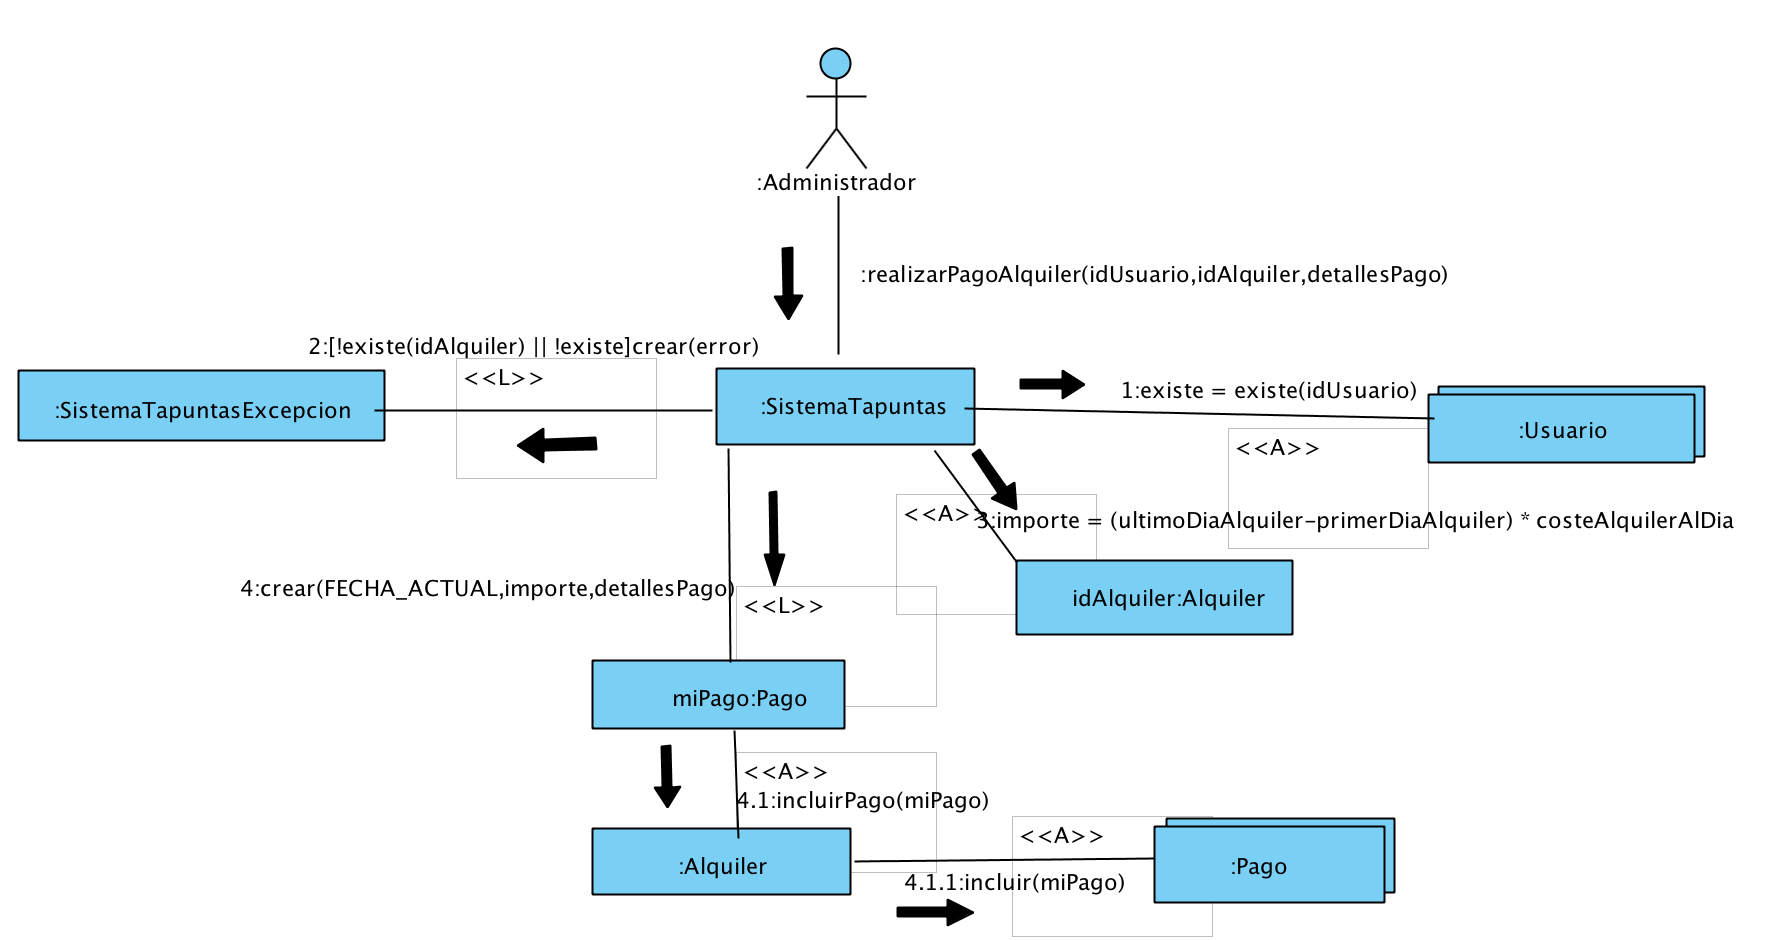 :Administrador
:realizarPagoAlquiler(idUsuario,idAlquiler,detallesPago)
2:[!existe(idAlquiler) || !existe]crear(error)
<<L>>
:SistemaTapuntasExcepcion
:SistemaTapuntas
1:existe = existe(idUsuario)
:Usuario
<<A>>
<<A>>
3:importe = (ultimoDiaAlquiler-primerDiaAlquiler) * costeAlquilerAlDia
4:crear(FECHA_ACTUAL,importe,detallesPago)
<<L>>
idAlquiler:Alquiler
miPago:Pago
<<A>>
4.1:incluirPago(miPago)
<<A>>
:Alquiler
:Pago
4.1.1:incluir(miPago)